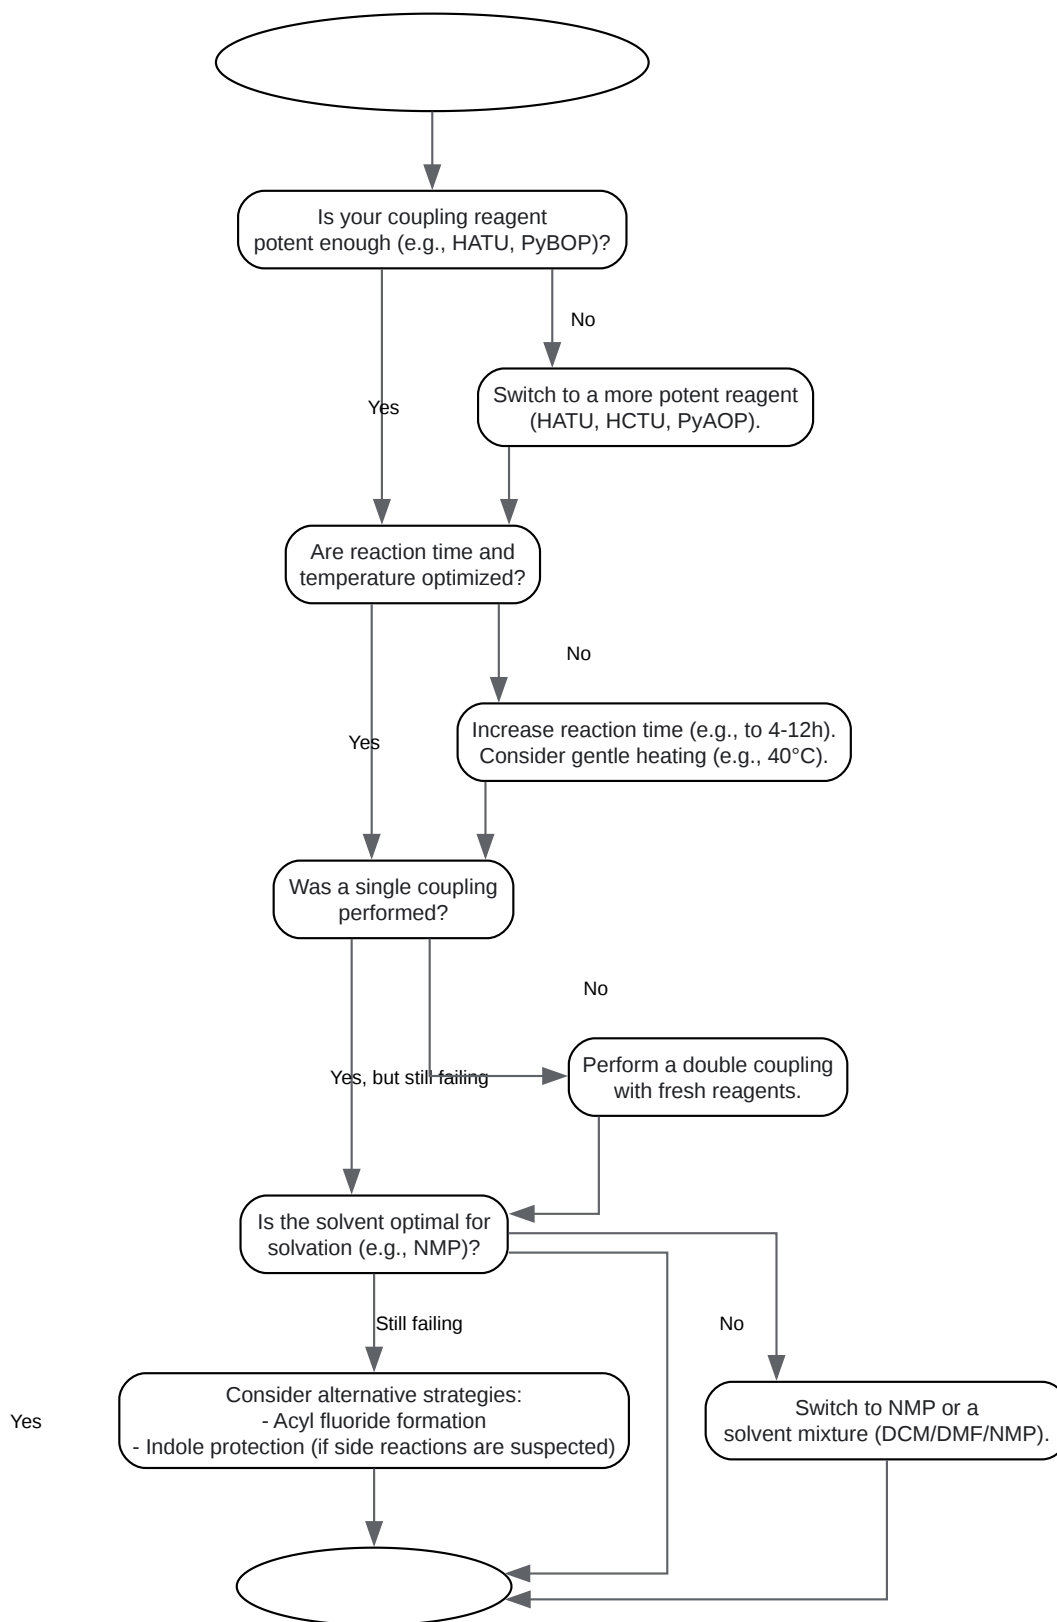 Is your coupling reagent
potent enough (e.g., HATU, PyBOP)?
No
Switch to a more potent reagent
(HATU, HCTU, PyAOP).
Yes
Are reaction time and
temperature optimized?
No
Increase reaction time (e.g., to 4-12h).
Consider gentle heating (e.g., 40°C).
Yes
Was a single coupling
performed?
No
Perform a double coupling
with fresh reagents.
Yes, but still failing
Is the solvent optimal for
solvation (e.g., NMP)?
Still failing
No
Consider alternative strategies:
- Acyl fluoride formation
- Indole protection (if side reactions are suspected)
Yes
Switch to NMP or a
solvent mixture (DCM/DMF/NMP).